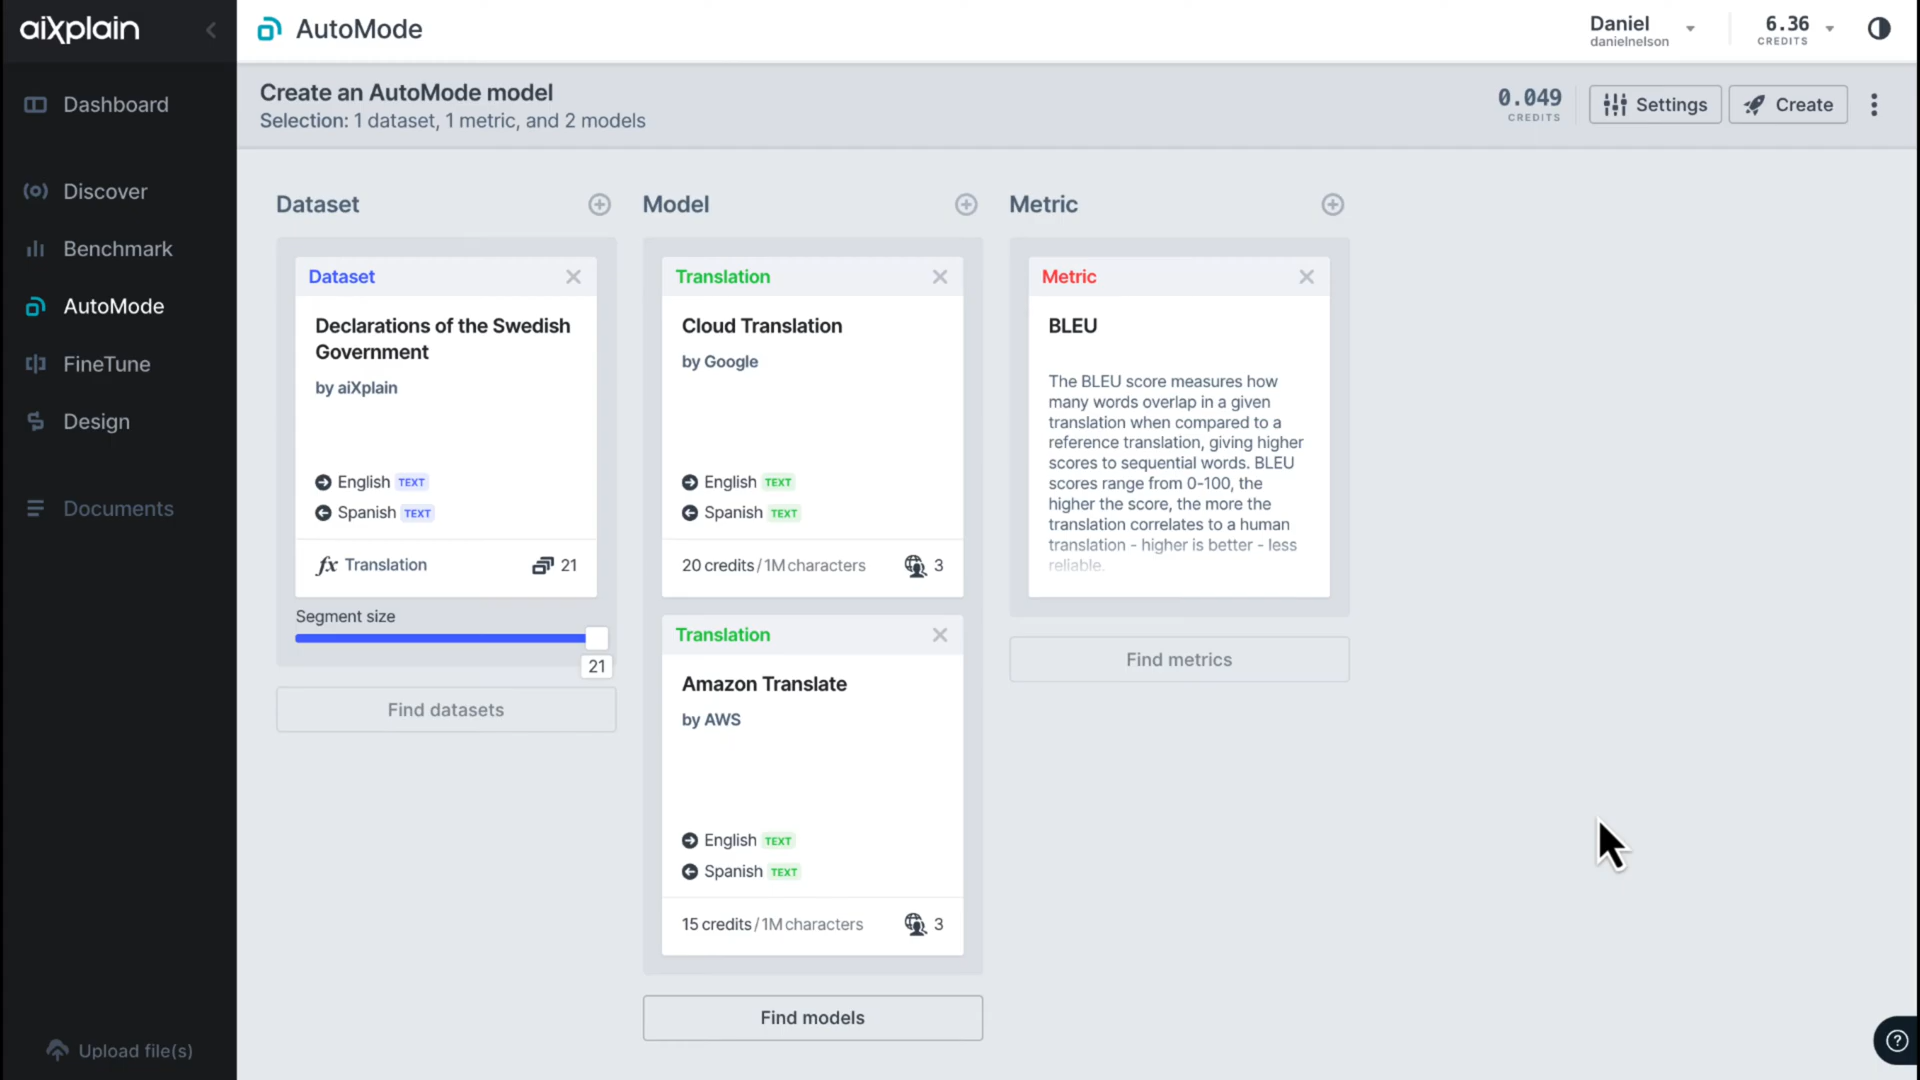 aiXplain
Dashboard
Discover
Benchmark
AutoMode
FineTune
Design
Documents
Upload file(s)
AutoMode
Daniel
danielnelson
6.36
CREDITS
Create an AutoMode model
Selection: 1 dataset, 1 metric, and 2 models
0.049
CREDITS
Settings
Create
Dataset
Dataset
Declarations of the Swedish
Government
by aiXplain
English TEXT
Spanish TEXT
fx Translation 21
Segment size
21
Find datasets
Model
Translation
Cloud Translation
by Google
English TEXT
Spanish TEXT
20 credits/1M characters 3
Translation
Amazon Translate
by AWS
English TEXT
Spanish TEXT
15 credits/1M characters 3
Find models
Metric
Metric
BLEU
The BLEU score measures how
many words overlap in a given
translation when compared to a
reference translation, giving higher
scores to sequential words. BLEU
scores range from 0-100, the
higher the score, the more the
translation correlates to a human
translation - higher is better - less
reliable.
Find metrics
?